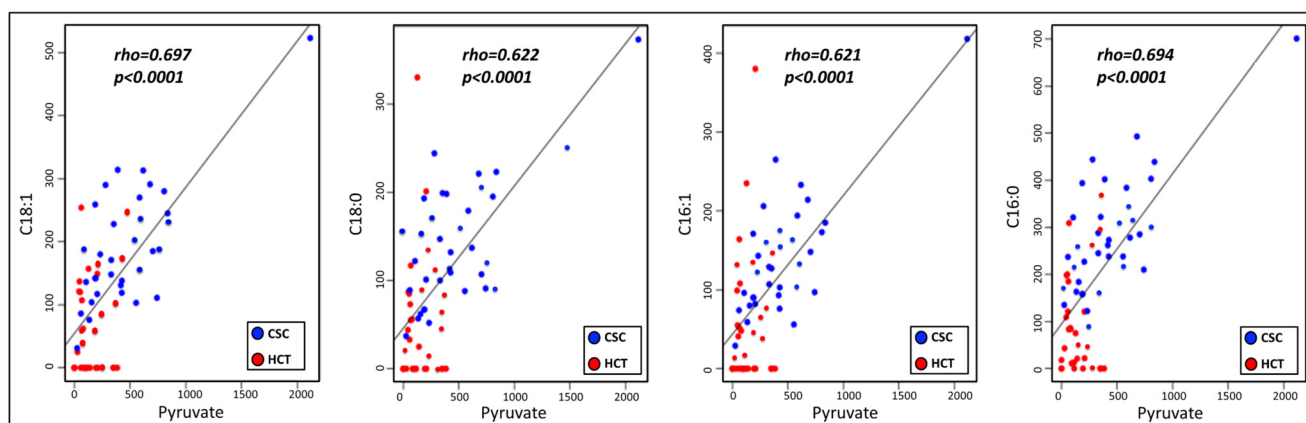 rho=0.697
p<0.0001
500
400
300
200
100
0
C18:1
CSC
HCT
0
500
1000
1500
2000
Pyruvate
rho=0.622
p<0.0001
300
200
100
0
C18:0
CSC
HCT
0
500
1000
1500
2000
Pyruvate
rho=0.621
p<0.0001
400
300
200
100
0
C16:1
CSC
HCT
0
500
1000
1500
2000
Pyruvate
rho=0.694
p<0.0001
700
600
500
400
300
200
100
0
C16:0
CSC
HCT
0
500
1000
1500
2000
Pyruvate